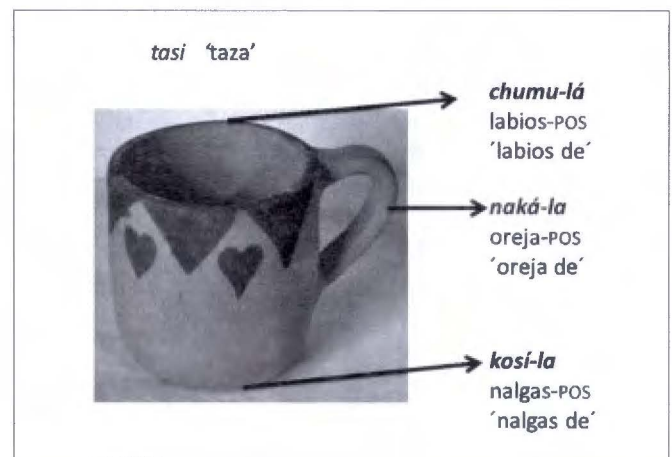 tasi ‘taza’
chumu-lá
labios-POS
´labios de´
naká-la
oreja-POS
´oreja de´
kosí-la
nalgas-POS
´nalgas de´